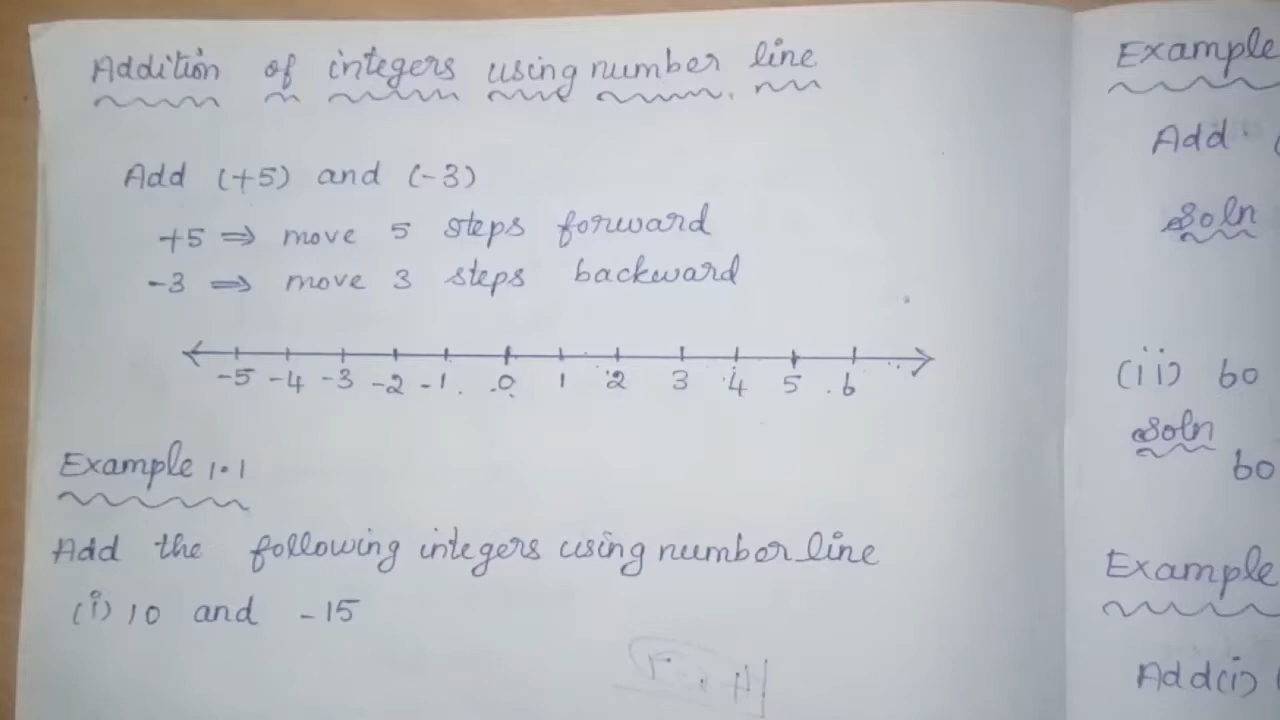 Addition of integers using number line
Add (+5) and (-3)
+5 ⇒ move 5 steps forward
-3 ⇒ move 3 steps backward
-5 -4 -3 -2 -1 0 1 2 3 4 5 6
Example 1.1
Add the following integers using number line
(i) 10 and -15
Example
Add
Soln
(ii) 60
Soln
60
Example
Add (i)